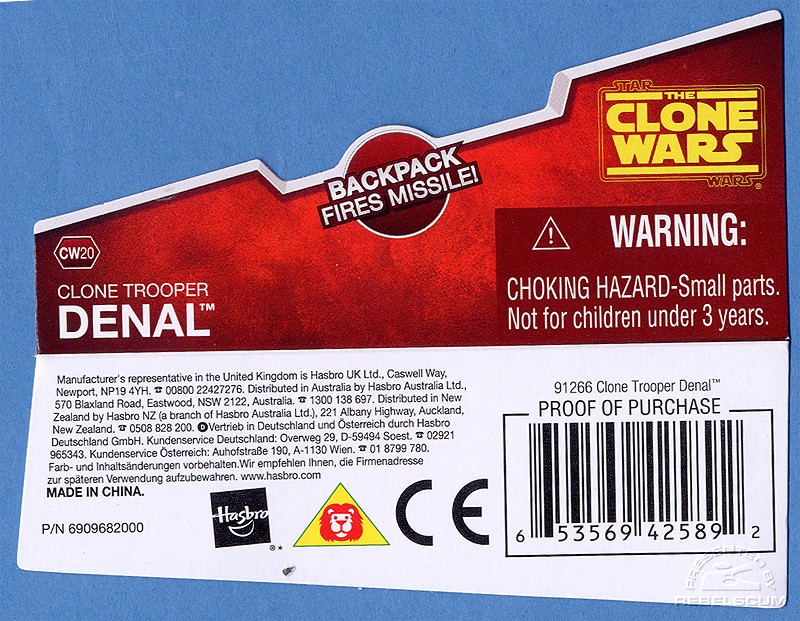 STAR
THE
CLONE
WARS
WARS®
BACKPACK
FIRES MISSILE!
CW20
CLONE TROOPER
DENAL™
WARNING:
CHOKING HAZARD-Small parts.
Not for children under 3 years.
Manufacturer's representative in the United Kingdom is Hasbro UK Ltd., Caswell Way,
Newport, NP19 4YH. ☎ 00800 22427276. Distributed in Australia by Hasbro Australia Ltd.,
570 Blaxland Road, Eastwood, NSW 2122, Australia. ☎ 1300 138 697. Distributed in New
Zealand by Hasbro NZ (a branch of Hasbro Australia Ltd.), 221 Albany Highway, Auckland,
New Zealand. ☎ 0508 828 200. D Vertrieb in Deutschland und Österreich durch Hasbro
Deutschland GmbH. Kundenservice Deutschland: Overweg 29, D-59494 Soest. ☎ 02921
965343. Kundenservice Österreich: Auhofstraße 190, A-1130 Wien. ☎ 01 8799 780.
Farb- und Inhaltsänderungen vorbehalten.Wir empfehlen Ihnen, die Firmenadresse
zur späteren Verwendung aufzubewahren. www.hasbro.com
MADE IN CHINA.
P/N 6909682000
Hasbro
®*
CE
91266 Clone Trooper Denal™
PROOF OF PURCHASE
6 53569 42589 2
PRESENTED BY
REBELSCUM